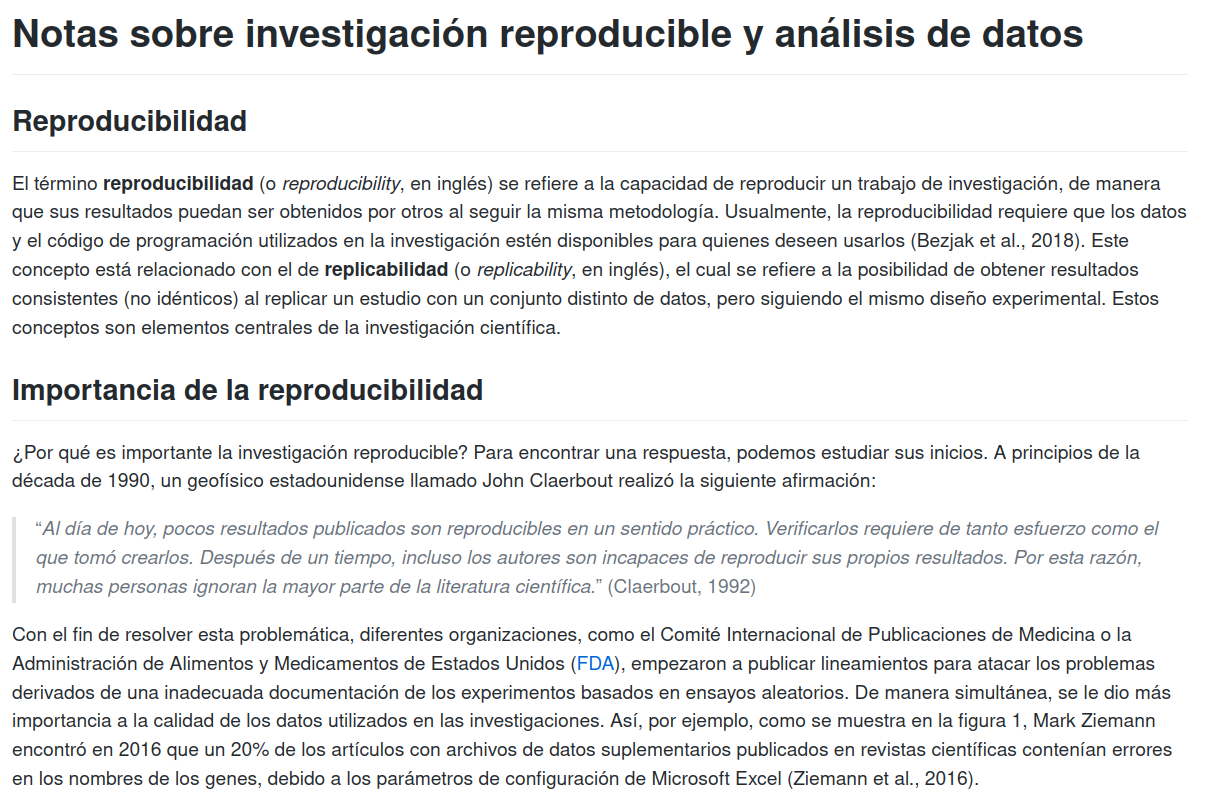 Notas sobre investigación reproducible y análisis de datos
Reproducibilidad
El término reproducibilidad (o reproducibility, en inglés) se refiere a la capacidad de reproducir un trabajo de investigación, de manera
que sus resultados puedan ser obtenidos por otros al seguir la misma metodología. Usualmente, la reproducibilidad requiere que los datos
y el código de programación utilizados en la investigación estén disponibles para quienes deseen usarlos (Bezjak et al., 2018). Este
concepto está relacionado con el de replicabilidad (o replicability, en inglés), el cual se refiere a la posibilidad de obtener resultados
consistentes (no idénticos) al replicar un estudio con un conjunto distinto de datos, pero siguiendo el mismo diseño experimental. Estos
conceptos son elementos centrales de la investigación científica.
Importancia de la reproducibilidad
¿Por qué es importante la investigación reproducible? Para encontrar una respuesta, podemos estudiar sus inicios. A principios de la
década de 1990, un geofísico estadounidense llamado John Claerbout realizó la siguiente afirmación:
“Al día de hoy, pocos resultados publicados son reproducibles en un sentido práctico. Verificarlos requiere de tanto esfuerzo como el
que tomó crearlos. Después de un tiempo, incluso los autores son incapaces de reproducir sus propios resultados. Por esta razón,
muchas personas ignoran la mayor parte de la literatura científica.” (Claerbout, 1992)
Con el fin de resolver esta problemática, diferentes organizaciones, como el Comité Internacional de Publicaciones de Medicina o la
Administración de Alimentos y Medicamentos de Estados Unidos (FDA), empezaron a publicar lineamientos para atacar los problemas
derivados de una inadecuada documentación de los experimentos basados en ensayos aleatorios. De manera simultánea, se le dio más
importancia a la calidad de los datos utilizados en las investigaciones. Así, por ejemplo, como se muestra en la figura 1, Mark Ziemann
encontró en 2016 que un 20% de los artículos con archivos de datos suplementarios publicados en revistas científicas contenían errores
en los nombres de los genes, debido a los parámetros de configuración de Microsoft Excel (Ziemann et al., 2016).